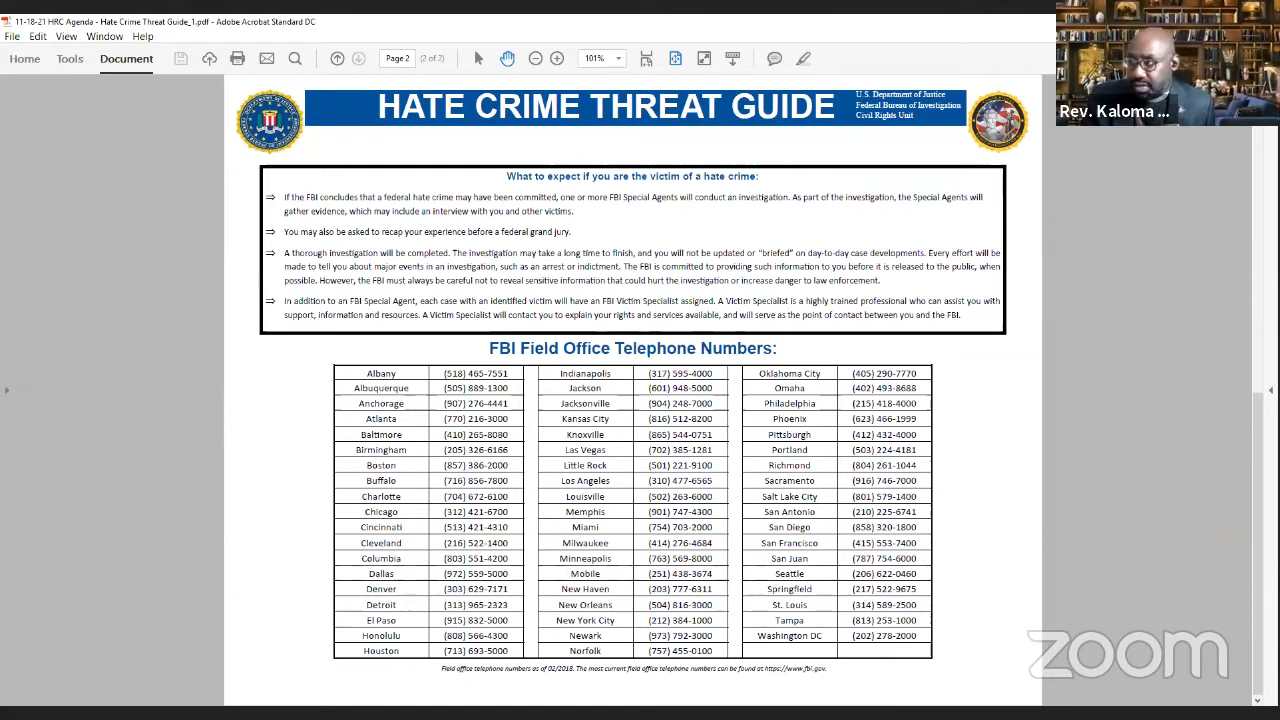 11-18-21 HRC Agenda - Hate Crime Threat Guide_1.pdf - Adobe Acrobat Standard DC
File Edit View Window Help
Home Tools Document Page 2 (2 of 2) 101%
Rev. Kaloma ...
HATE CRIME THREAT GUIDE
U.S. Department of Justice
Federal Bureau of Investigation
Civil Rights Unit
What to expect if you are the victim of a hate crime:
⇒ If the FBI concludes that a federal hate crime may have been committed, one or more FBI Special Agents will conduct an investigation. As part of the investigation, the Special Agents will
gather evidence, which may include an interview with you and other victims.
⇒ You may also be asked to recap your experience before a federal grand jury.
⇒ A thorough investigation will be completed. The investigation may take a long time to finish, and you will not be updated or “briefed” on day-to-day case developments. Every effort will be
made to tell you about major events in an investigation, such as an arrest or indictment. The FBI is committed to providing such information to you before it is released to the public, when
possible. However, the FBI must always be careful not to reveal sensitive information that could hurt the investigation or increase danger to law enforcement.
⇒ In addition to an FBI Special Agent, each case with an identified victim will have an FBI Victim Specialist assigned. A Victim Specialist is a highly trained professional who can assist you with
support, information and resources. A Victim Specialist will contact you to explain your rights and services available, and will serve as the point of contact between you and the FBI.
FBI Field Office Telephone Numbers:
Albany (518) 465-7551 Indianapolis (317) 595-4000 Oklahoma City (405) 290-7770
Albuquerque (505) 889-1300 Jackson (601) 948-5000 Omaha (402) 493-8688
Anchorage (907) 276-4441 Jacksonville (904) 248-7000 Philadelphia (215) 418-4000
Atlanta (770) 216-3000 Kansas City (816) 512-8200 Phoenix (623) 466-1999
Baltimore (410) 265-8080 Knoxville (865) 544-0751 Pittsburgh (412) 432-4000
Birmingham (205) 326-6166 Las Vegas (702) 385-1281 Portland (503) 224-4181
Boston (857) 386-2000 Little Rock (501) 221-9100 Richmond (804) 261-1044
Buffalo (716) 856-7800 Los Angeles (310) 477-6565 Sacramento (916) 746-7000
Charlotte (704) 672-6100 Louisville (502) 263-6000 Salt Lake City (801) 579-1400
Chicago (312) 421-6700 Memphis (901) 747-4300 San Antonio (210) 225-6741
Cincinnati (513) 421-4310 Miami (754) 703-2000 San Diego (858) 320-1800
Cleveland (216) 522-1400 Milwaukee (414) 276-4684 San Francisco (415) 553-7400
Columbia (803) 551-4200 Minneapolis (763) 569-8000 San Juan (787) 754-6000
Dallas (972) 559-5000 Mobile (251) 438-3674 Seattle (206) 622-0460
Denver (303) 629-7171 New Haven (203) 777-6311 Springfield (217) 522-9675
Detroit (313) 965-2323 New Orleans (504) 816-3000 St. Louis (314) 589-2500
El Paso (915) 832-5000 New York City (212) 384-1000 Tampa (813) 253-1000
Honolulu (808) 566-4300 Newark (973) 792-3000 Washington DC (202) 278-2000
Houston (713) 693-5000 Norfolk (757) 455-0100
Field office telephone numbers as of 02/2018. The most current field office telephone numbers can be found at https://www.fbi.gov.
zoom